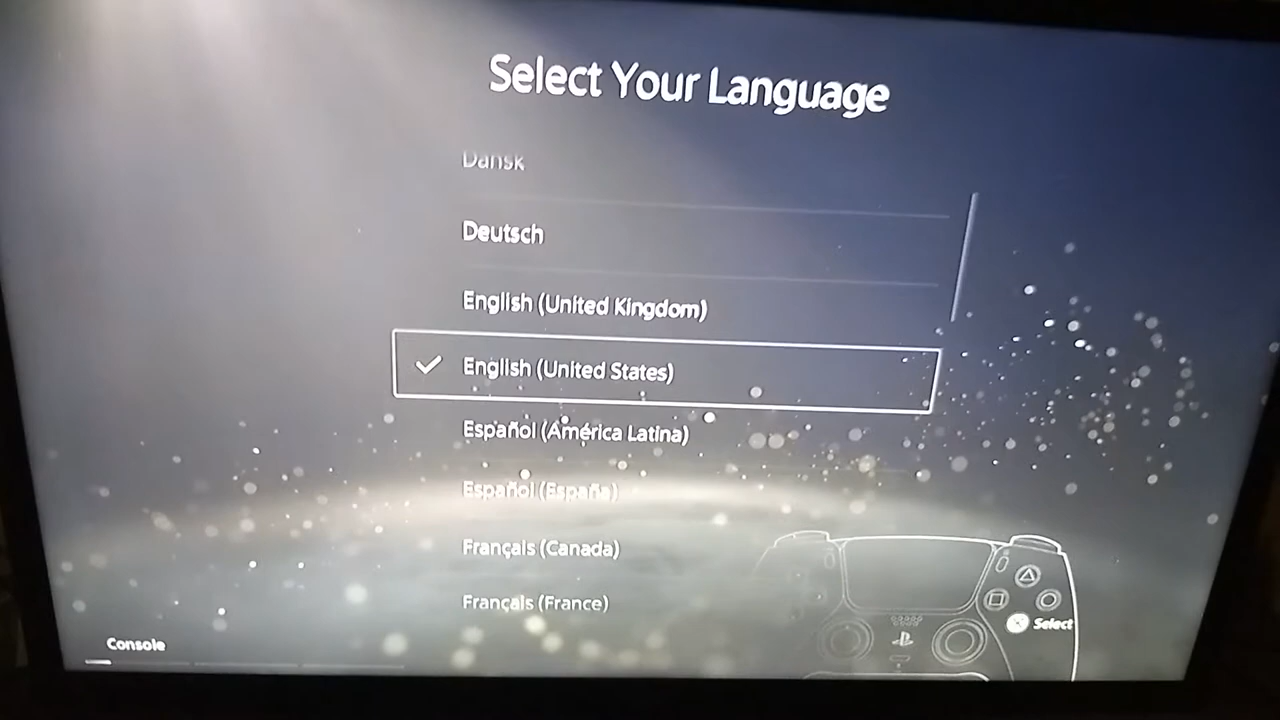 Select Your Language
Dansk
Deutsch
English (United Kingdom)
English (United States)
Español (América Latina)
Español (España)
Français (Canada)
Français (France)
Select
Console